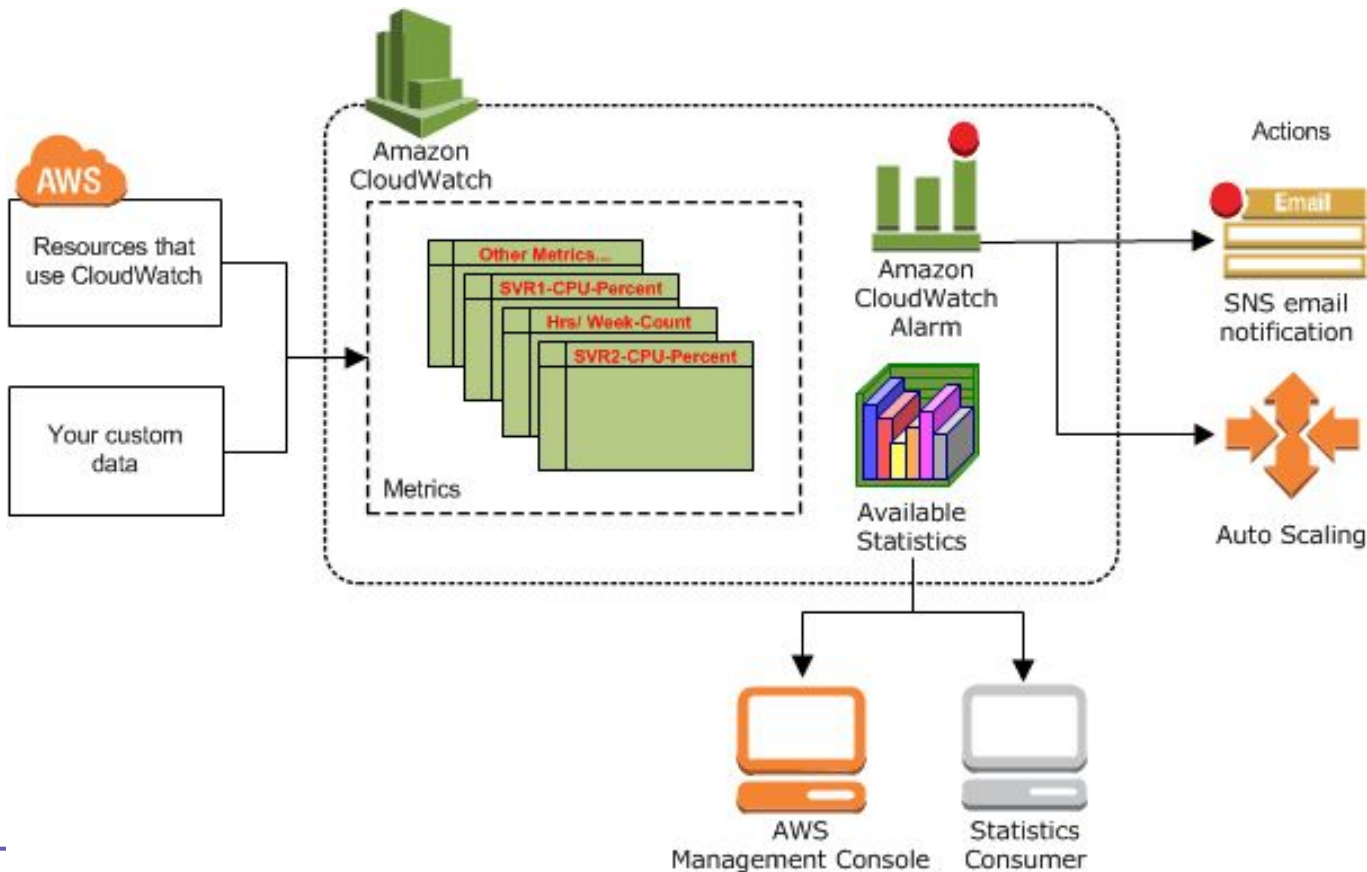 Amazon
CloudWatch
AWS
Resources that
use CloudWatch
Your custom
data
Other Metrics...
SVR1-CPU-Percent
Hrs/ Week-Count
SVR2-CPU-Percent
Metrics
Amazon
CloudWatch
Alarm
Available
Statistics
Actions
Email
SNS email
notification
Auto Scaling
AWS
Management Console
Statistics
Consumer